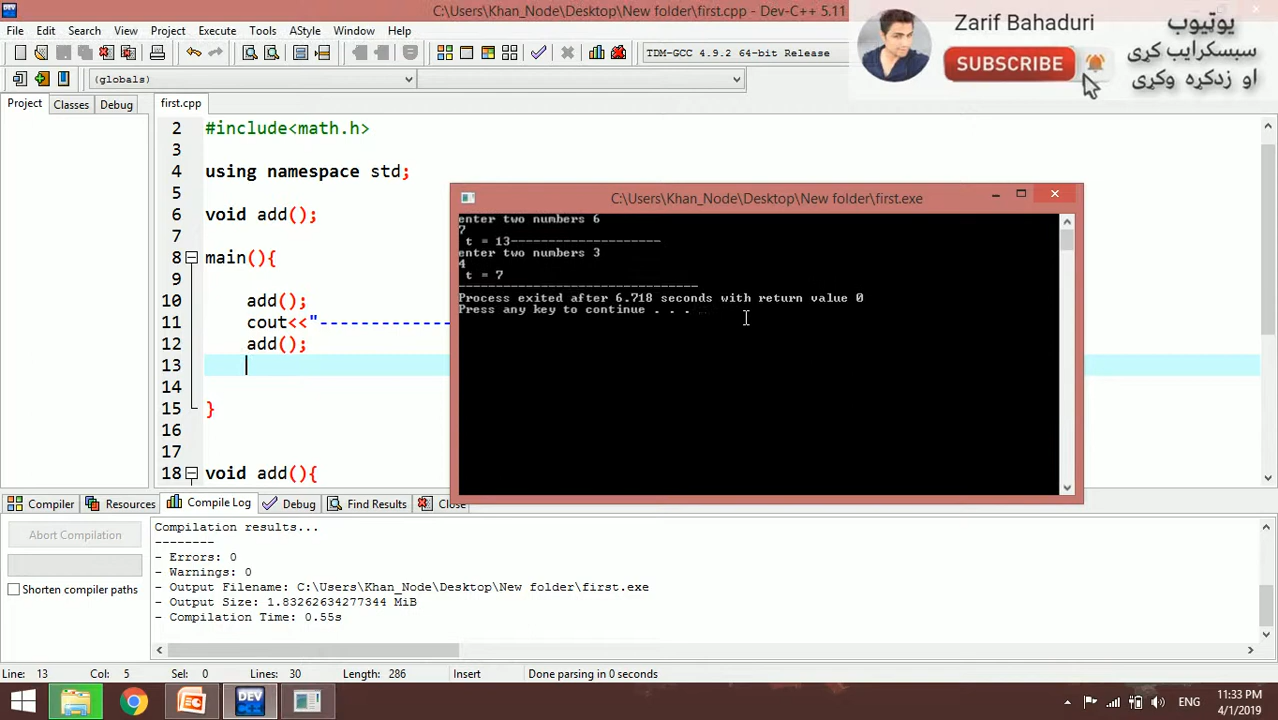 C:\Users\Khan_Node\Desktop\New folder\first.cpp - Dev-C++ 5.11
File Edit Search View Project Execute Tools AStyle Window Help
TDM-GCC 4.9.2 64-bit Release
(globals)
Zarif Bahaduri
SUBSCRIBE
یوټیوب
سبسکرایب کړی
او زدکړه وکړی
Project Classes Debug
first.cpp
2 #include<math.h>
3
4 using namespace std;
5
6 void add();
7
8 main(){
9
10 add();
11 cout<<"------------------
12 add();
13
14
15 }
16
17
18 void add(){
C:\Users\Khan_Node\Desktop\New folder\first.exe
enter two numbers 6
7
t = 13--------------------
enter two numbers 3
4
t = 7
--------------------------------
Process exited after 6.718 seconds with return value 0
Press any key to continue . . .
Compiler Resources Compile Log Debug Find Results Close
Abort Compilation
Shorten compiler paths
Compilation results...
--------
- Errors: 0
- Warnings: 0
- Output Filename: C:\Users\Khan_Node\Desktop\New folder\first.exe
- Output Size: 1.83262634277344 MiB
- Compilation Time: 0.55s
Line: 13 Col: 5 Sel: 0 Lines: 30 Length: 286 Insert Done parsing in 0 seconds
DEV
ENG
11:33 PM
4/1/2019